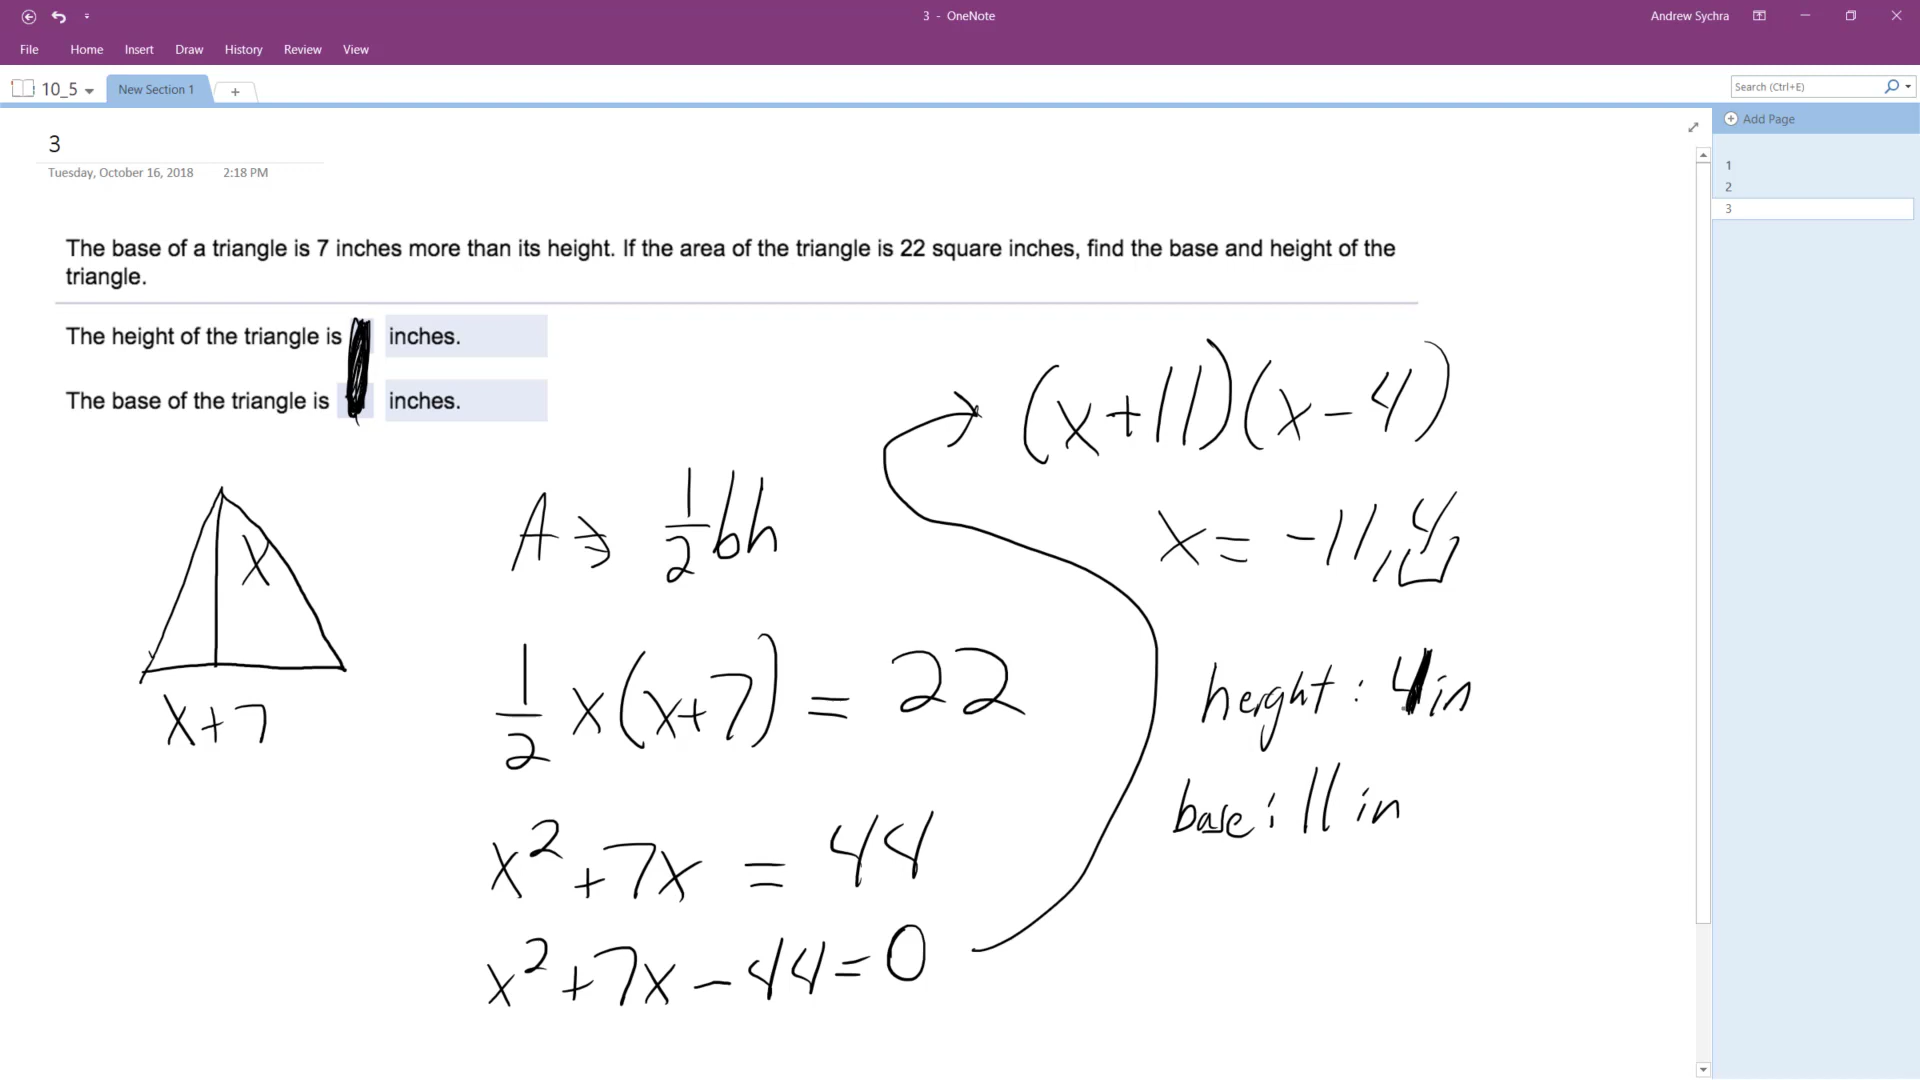 3 - OneNote
Andrew Sychra
File Home Insert Draw History Review View
10_5
New Section 1
+
Search (Ctrl+E)
Add Page
1
2
3
3
Tuesday, October 16, 2018 2:18 PM
The base of a triangle is 7 inches more than its height. If the area of the triangle is 22 square inches, find the base and height of the
triangle.
The height of the triangle is inches.
The base of the triangle is inches.
x
x+7
A = 1/2 bh
1/2 x(x+7) = 22
x² + 7x = 44
x² + 7x - 44 = 0
(x+11)(x-4)
x = -11, 4
height: 4 in
base: 11 in